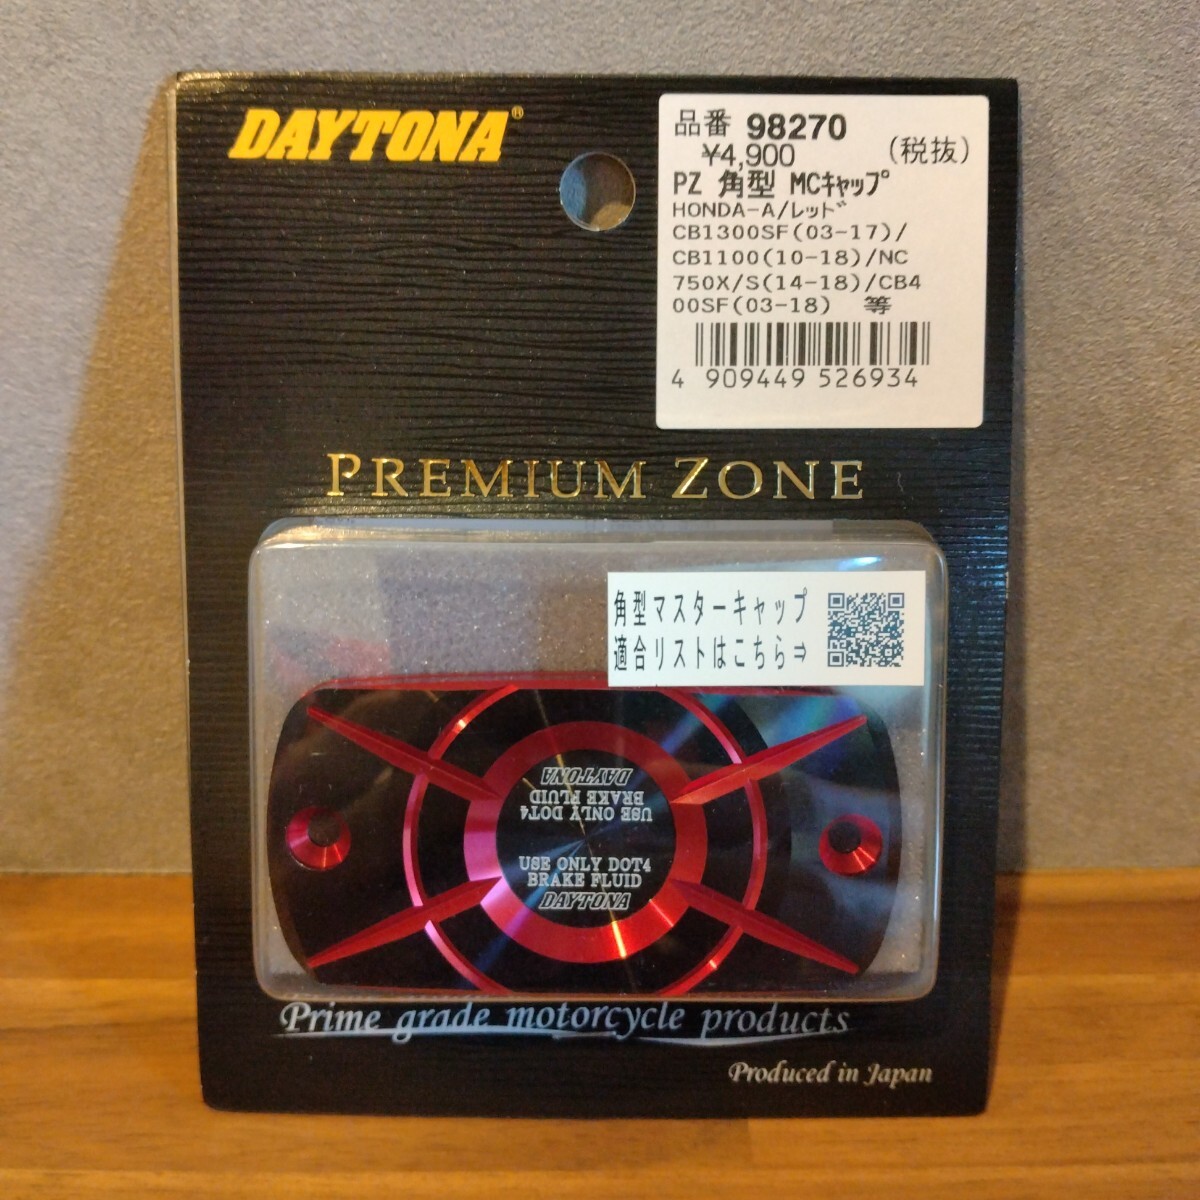 DAYTONA®
品番 98270
¥4,900 (税抜)
PZ 角型 MCｷｬｯﾌﾟ
HONDA-A/ﾚｯﾄﾞ
CB1300SF(03-17)/
CB1100(10-18)/NC
750X/S(14-18)/CB4
00SF(03-18) 等
4 909449 526934
PREMIUM ZONE
角型マスターキャップ
適合リストはこちら⇒
DAYTONA
BRAKE FLUID
USE ONLY DOT4
USE ONLY DOT4
BRAKE FLUID
DAYTONA
Prime grade motorcycle products
Produced in Japan